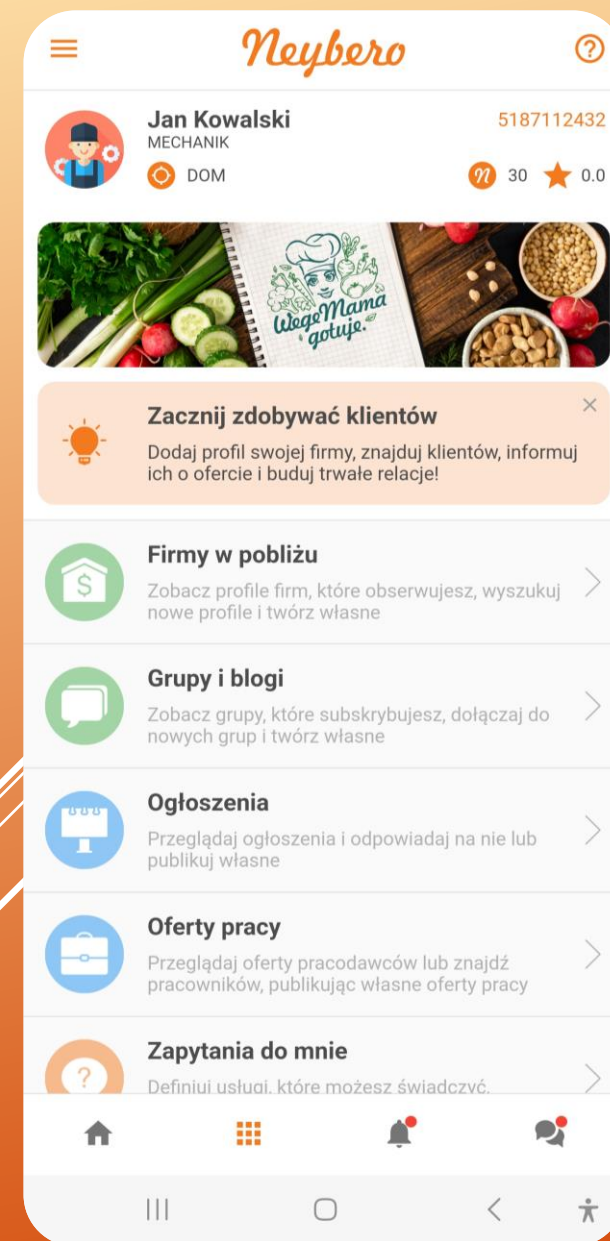 Neybero
Jan Kowalski
5187112432
MECHANIK
DOM
30
0.0
WegeMama
gotuje.
Zacznij zdobywać klientów
Dodaj profil swojej firmy, znajduj klientów, informuj
ich o ofercie i buduj trwałe relacje!
Firmy w pobliżu
Zobacz profile firm, które obserwujesz, wyszukuj
nowe profile i twórz własne
Grupy i blogi
Zobacz grupy, które subskrybujesz, dołączaj do
nowych grup i twórz własne
Ogłoszenia
Przeglądaj ogłoszenia i odpowiadaj na nie lub
publikuj własne
Oferty pracy
Przeglądaj oferty pracodawców lub znajdź
pracowników, publikując własne oferty pracy
Zapytania do mnie
Definiuj usługi, które możesz świadczyć,